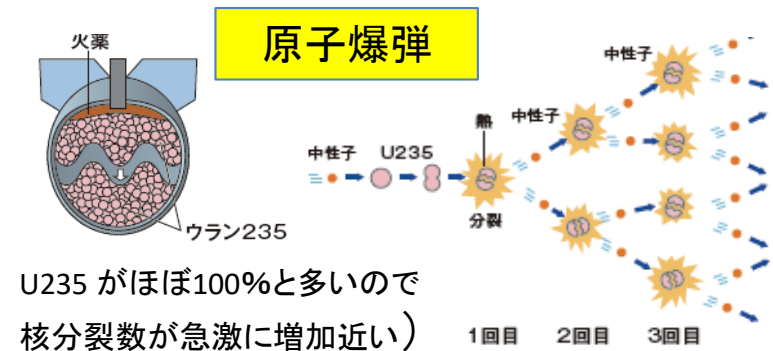 原子爆弾
火薬
ウラン235
中性子
U235
熱
分裂
中性子
中性子
U235 がほぼ100%と多いので
核分裂数が急激に増加近い）
1回目
2回目
3回目